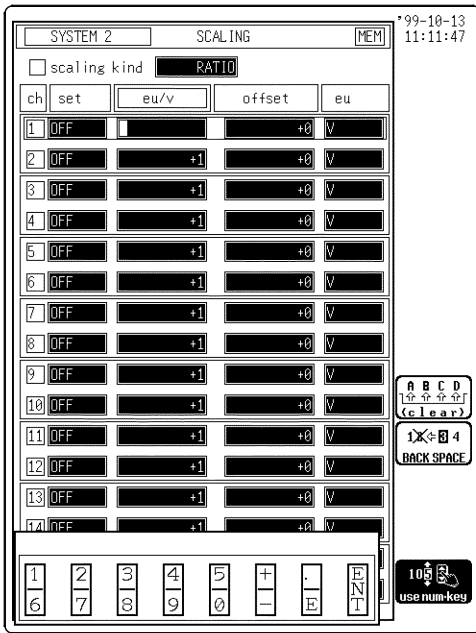 '99-10-13
SYSTEM 2 SCALING MEM 11:11:47
scaling kind RATIO
ch set eu/v offset eu
1 OFF +0 V
2 OFF +1 +0 V
3 OFF +1 +0 V
4 OFF +1 +0 V
5 OFF +1 +0 V
6 OFF +1 +0 V
7 OFF +1 +0 V
8 OFF +1 +0 V
9 OFF +1 +0 V
10 OFF +1 +0 V
11 OFF +1 +0 V
12 OFF +1 +0 V
13 OFF +1 +0 V
14 OFF +1 +0 V
A B C D
(clear)
1 2 ⇦ 3 4
BACK SPACE
1 2 3 4 5 + . ENT
6 7 8 9 0 - E
105
use num-key